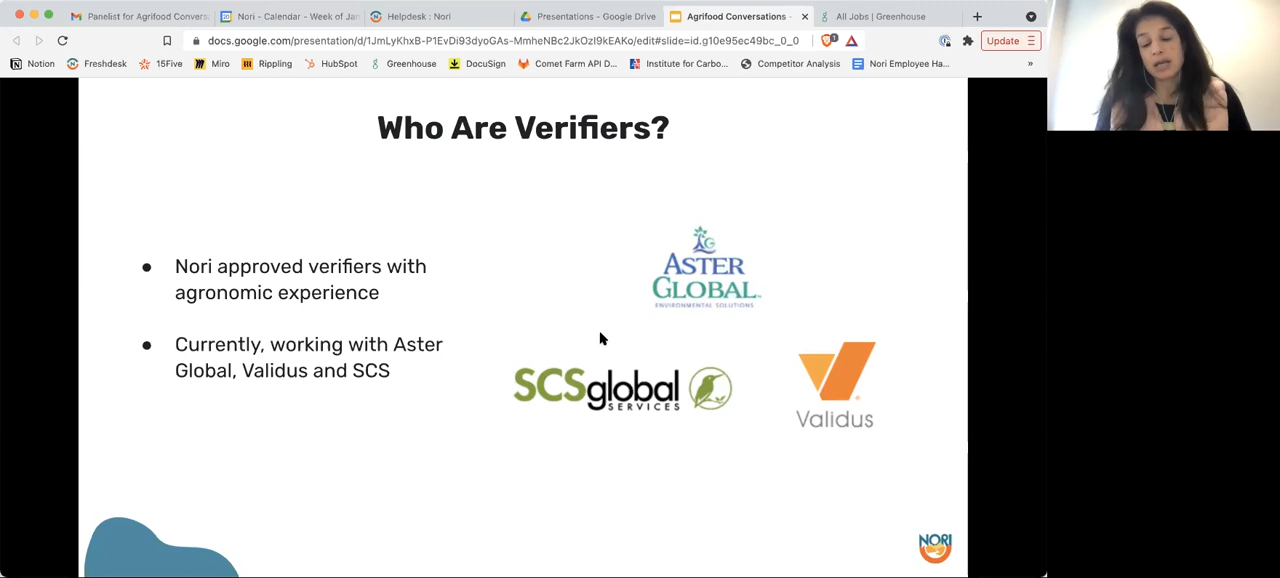 Panelist for Agrifood Convers
Nori - Calendar - Week of Jan
Helpdesk : Nori
Presentations - Google Drive
Agrifood Conversations -
All Jobs | Greenhouse
docs.google.com/presentation/d/1JmLyKhxB-P1EvDi93dyoGAs-MmheNBc2JkOzI9kEAKo/edit#slide=id.g10e95ec49bc_0_0
1
Update
Notion
Freshdesk
15Five
Miro
Rippling
HubSpot
Greenhouse
DocuSign
Comet Farm API D...
Institute for Carbo...
Competitor Analysis
Nori Employee Ha...
»
Who Are Verifiers?
● Nori approved verifiers with
agronomic experience
● Currently, working with Aster
Global, Validus and SCS
ASTER
GLOBAL™
ENVIRONMENTAL SOLUTIONS
SCSglobal
SERVICES
Validus
NORI